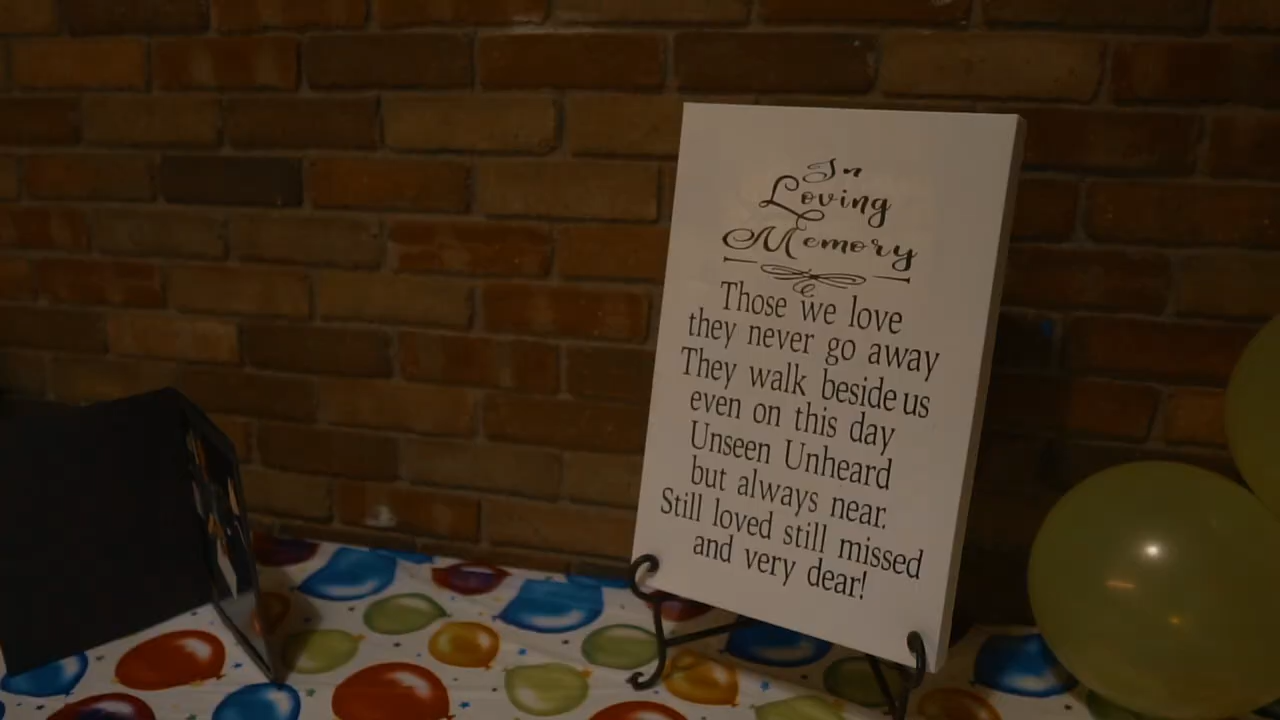 In
Loving
Memory
Those we love
they never go away
They walk beside us
even on this day
Unseen Unheard
but always near.
Still loved still missed
and very dear!